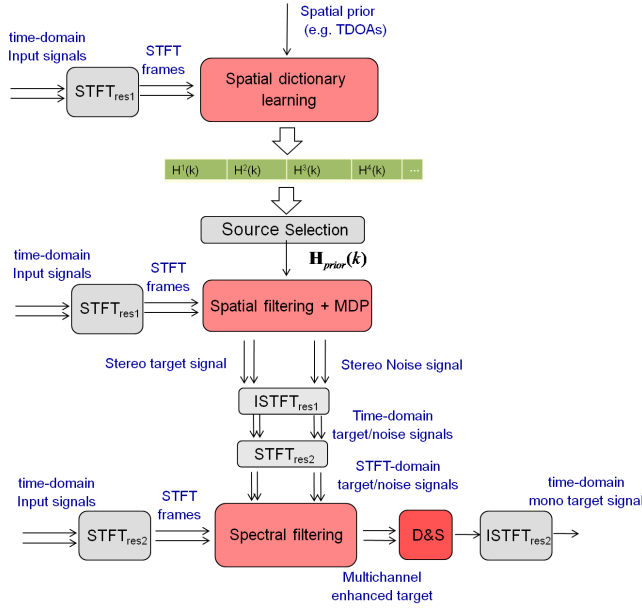 Spatial prior
(e.g. TDOAs)
time-domain
Input signals
STFT
frames
STFTres1
Spatial dictionary
learning
H¹(k) H²(k) H³(k) H⁴(k) ...
Source Selection
Hprior(k)
time-domain
Input signals
STFT
frames
STFTres1
Spatial filtering + MDP
Stereo target signal
Stereo Noise signal
ISTFTres1
Time-domain
target/noise signals
STFTres2
STFT-domain
target/noise signals
time-domain
Input signals
STFT
frames
STFTres2
Spectral filtering
D&S
ISTFTres2
time-domain
mono target signal
Multichannel
enhanced target